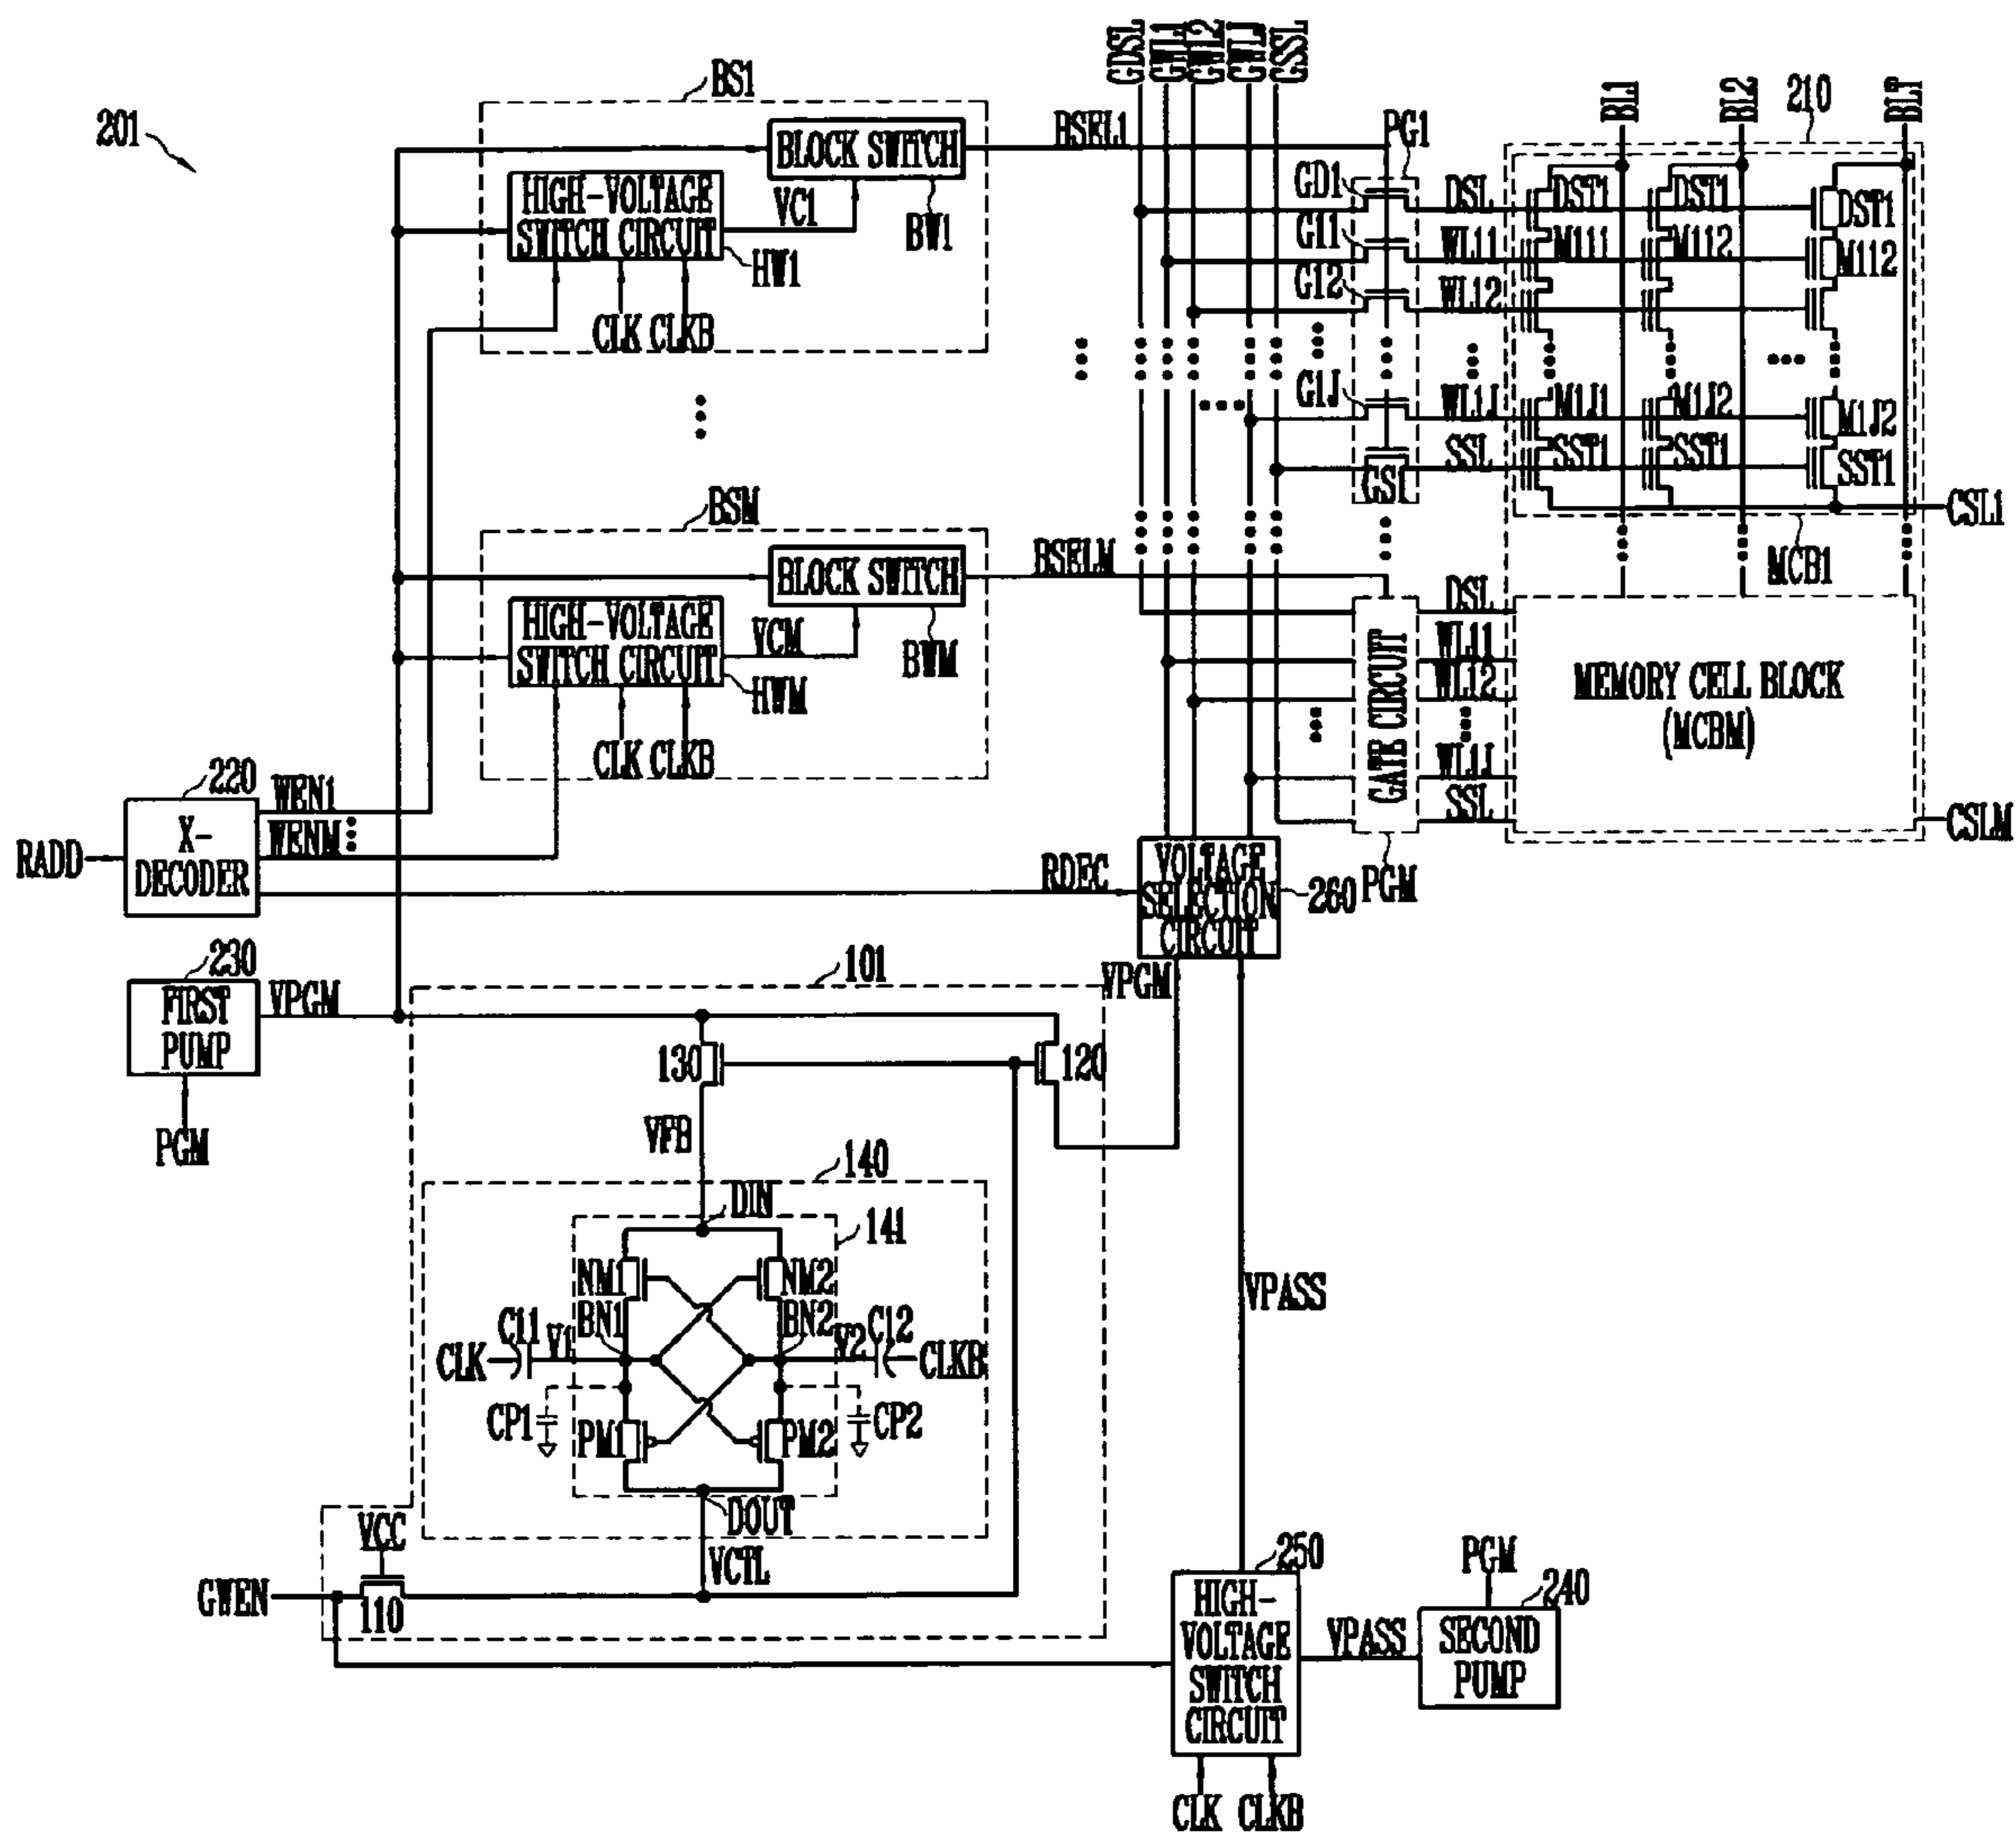 201
BS1
GDSL
GWL1
GWL2
GWLJ
GSSL
BL1
BL2
BLT
210
BLOCK SWITCH
BSEL1
PG1
HIGH-VOLTAGE
SWITCH CIRCUIT
VC1
BW1
HW1
CLK CLKB
GD1
DSL
DST1
DST1
DST1
G11
WL11
M111
M112
M112
G12
WL12
G1J
WL1J
M1J1
M1J2
M1J2
GS1
SSL
SST1
SST1
SST1
CSL1
MCB1
BSM
BLOCK SWITCH
BSELM
HIGH-VOLTAGE
SWITCH CIRCUIT
VCM
BWM
HWM
CLK CLKB
GATE CIRCUIT
DSL
WL11
WL12
WL1J
SSL
MEMORY CELL BLOCK
(MCBM)
CSLM
PGM
220
X-
DECODER
RADD
WEN1
WENM
RDEC
VOLTAGE
SELECTION
CIRCUIT
260
230
FIRST
PUMP
VPGM
PGM
101
VPGM
130
120
VFB
140
DIN
141
NM1
NM2
BN1
BN2
CLK
C11
V1
V2
C12
CLKB
CP1
CP2
PM1
PM2
DOUT
VCTL
VCC
GWEN
110
VPASS
250
HIGH-
VOLTAGE
SWITCH
CIRCUIT
CLK CLKB
VPASS
PGM
240
SECOND
PUMP